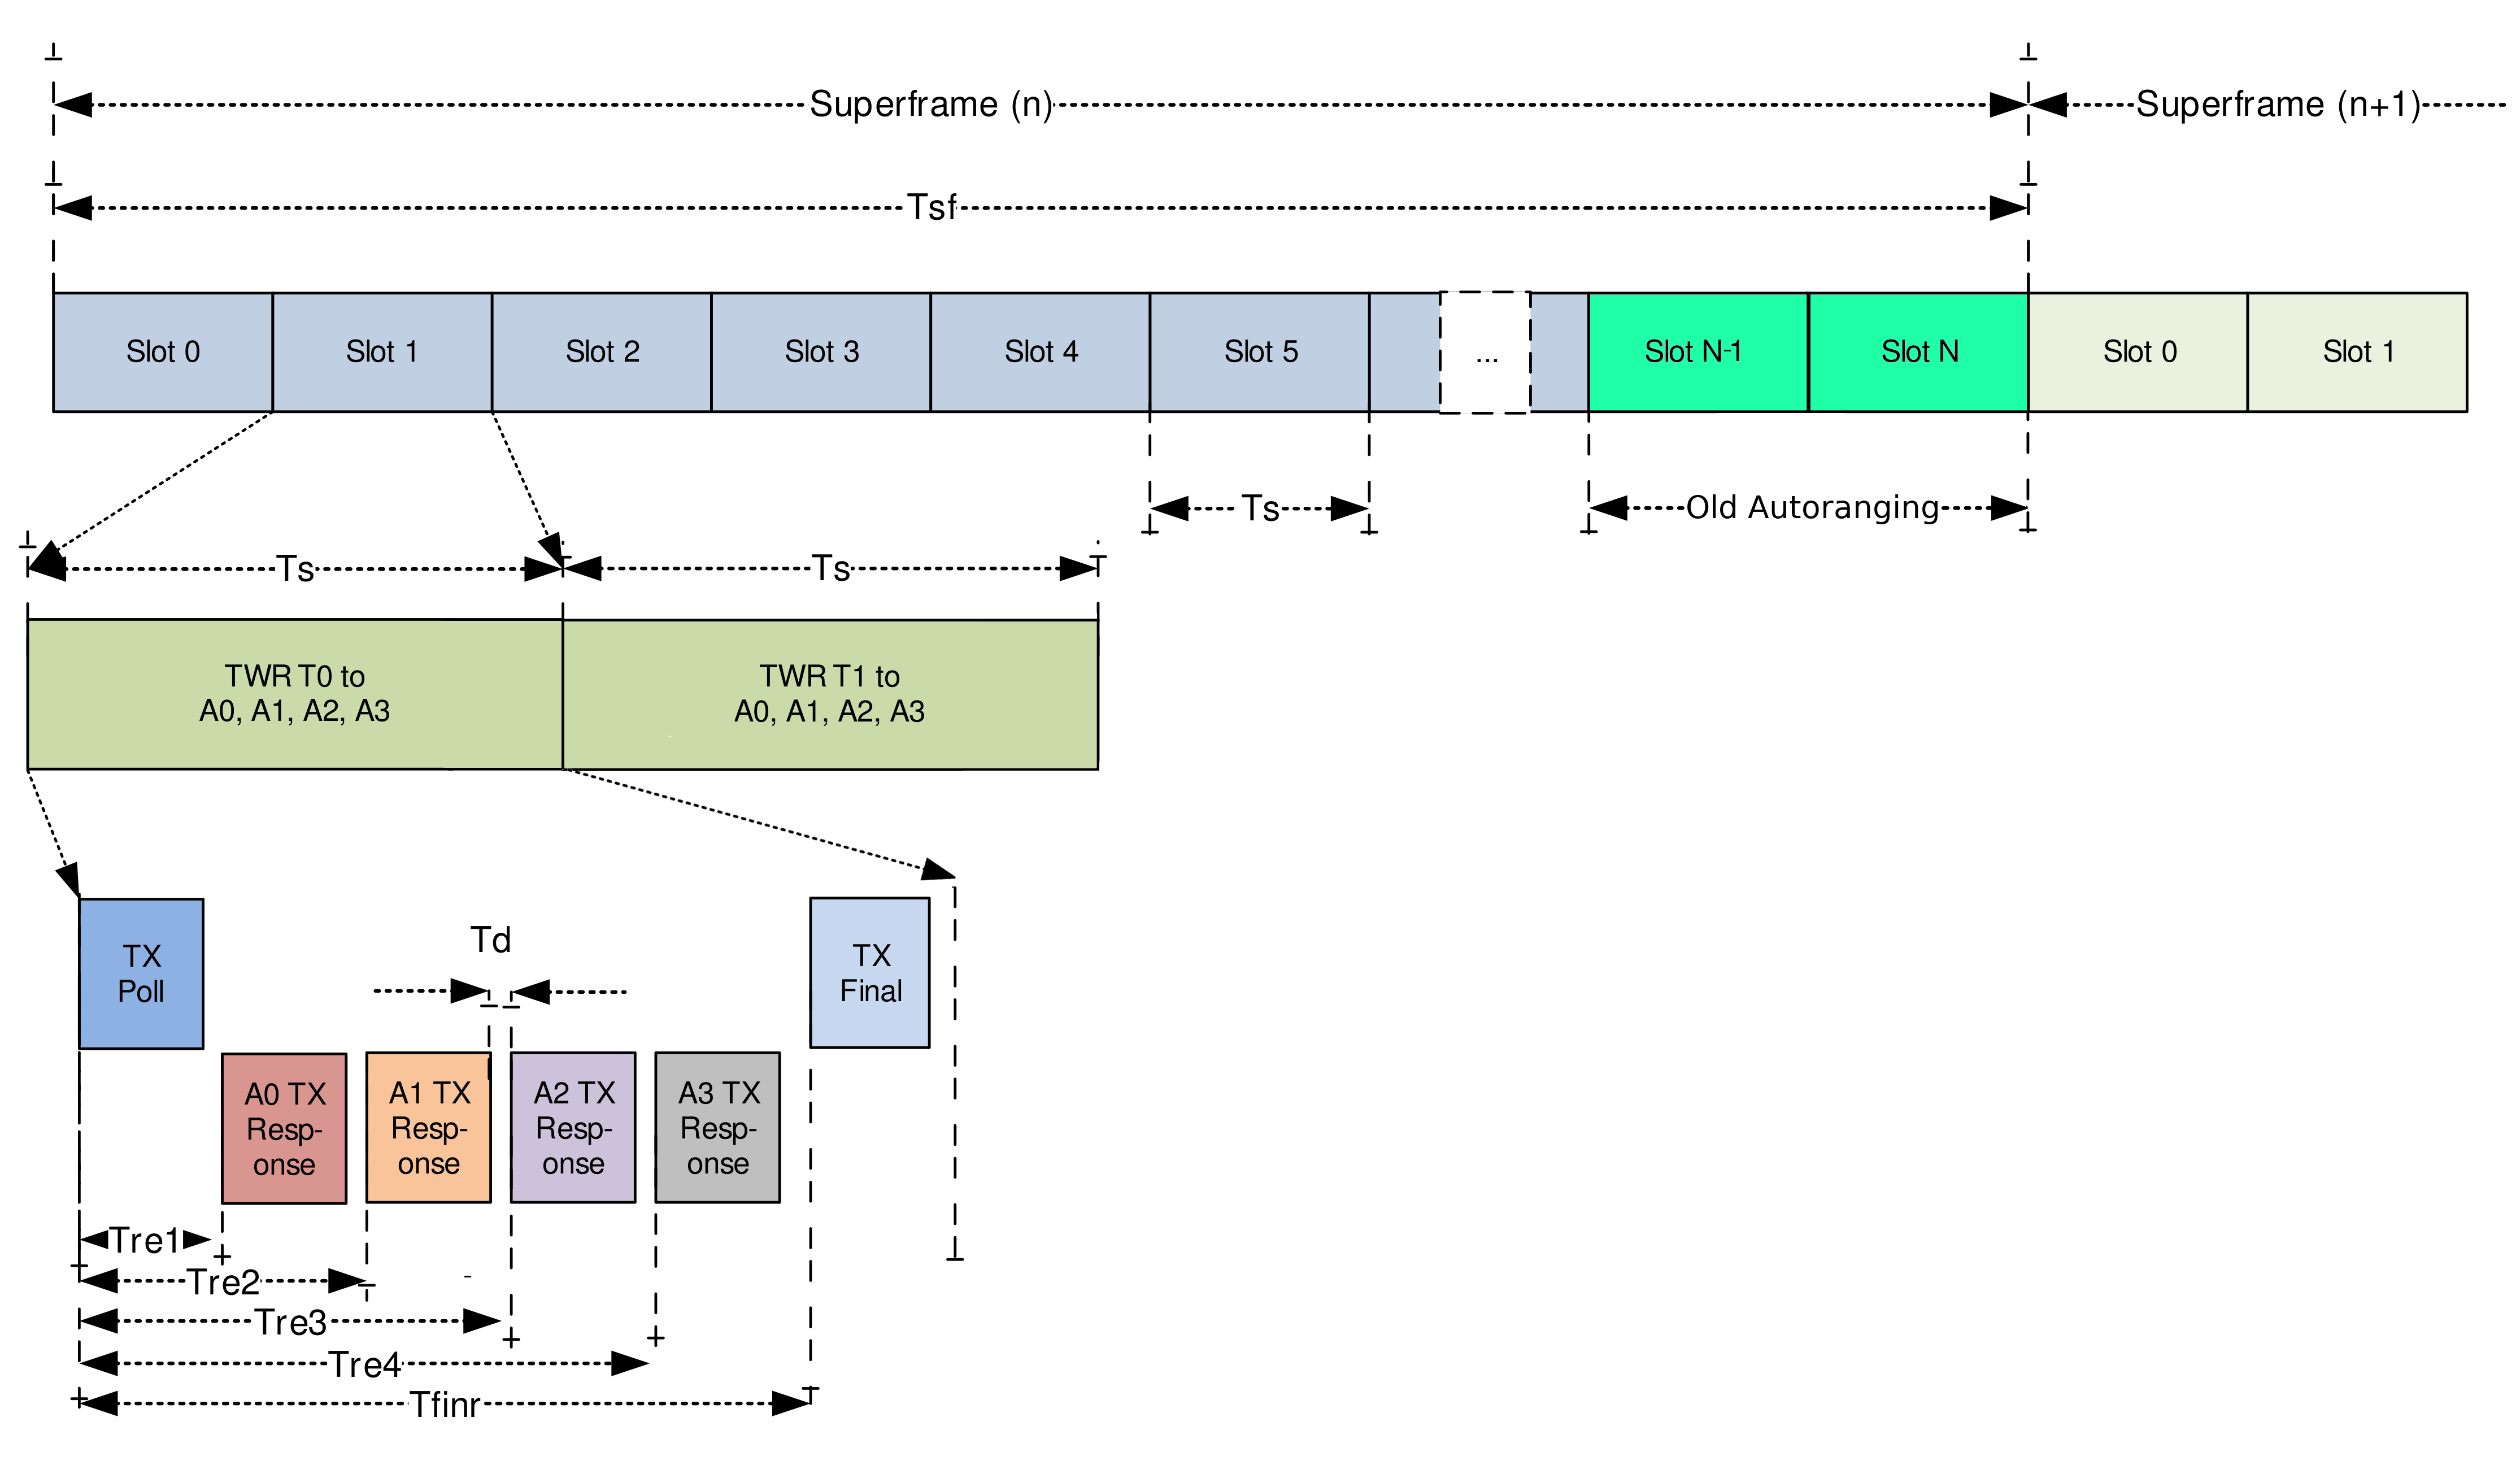 Superframe (n)
Superframe (n+1)
Tsf
Slot 0
Slot 1
Slot 2
Slot 3
Slot 4
Slot 5
...
Slot N-1
Slot N
Slot 0
Slot 1
Ts
Old Autoranging
Ts
Ts
TWR T0 to
A0, A1, A2, A3
TWR T1 to
A0, A1, A2, A3
TX
Poll
Td
TX
Final
A0 TX
Resp-
onse
A1 TX
Resp-
onse
A2 TX
Resp-
onse
A3 TX
Resp-
onse
Tre1
Tre2
Tre3
Tre4
Tfinr